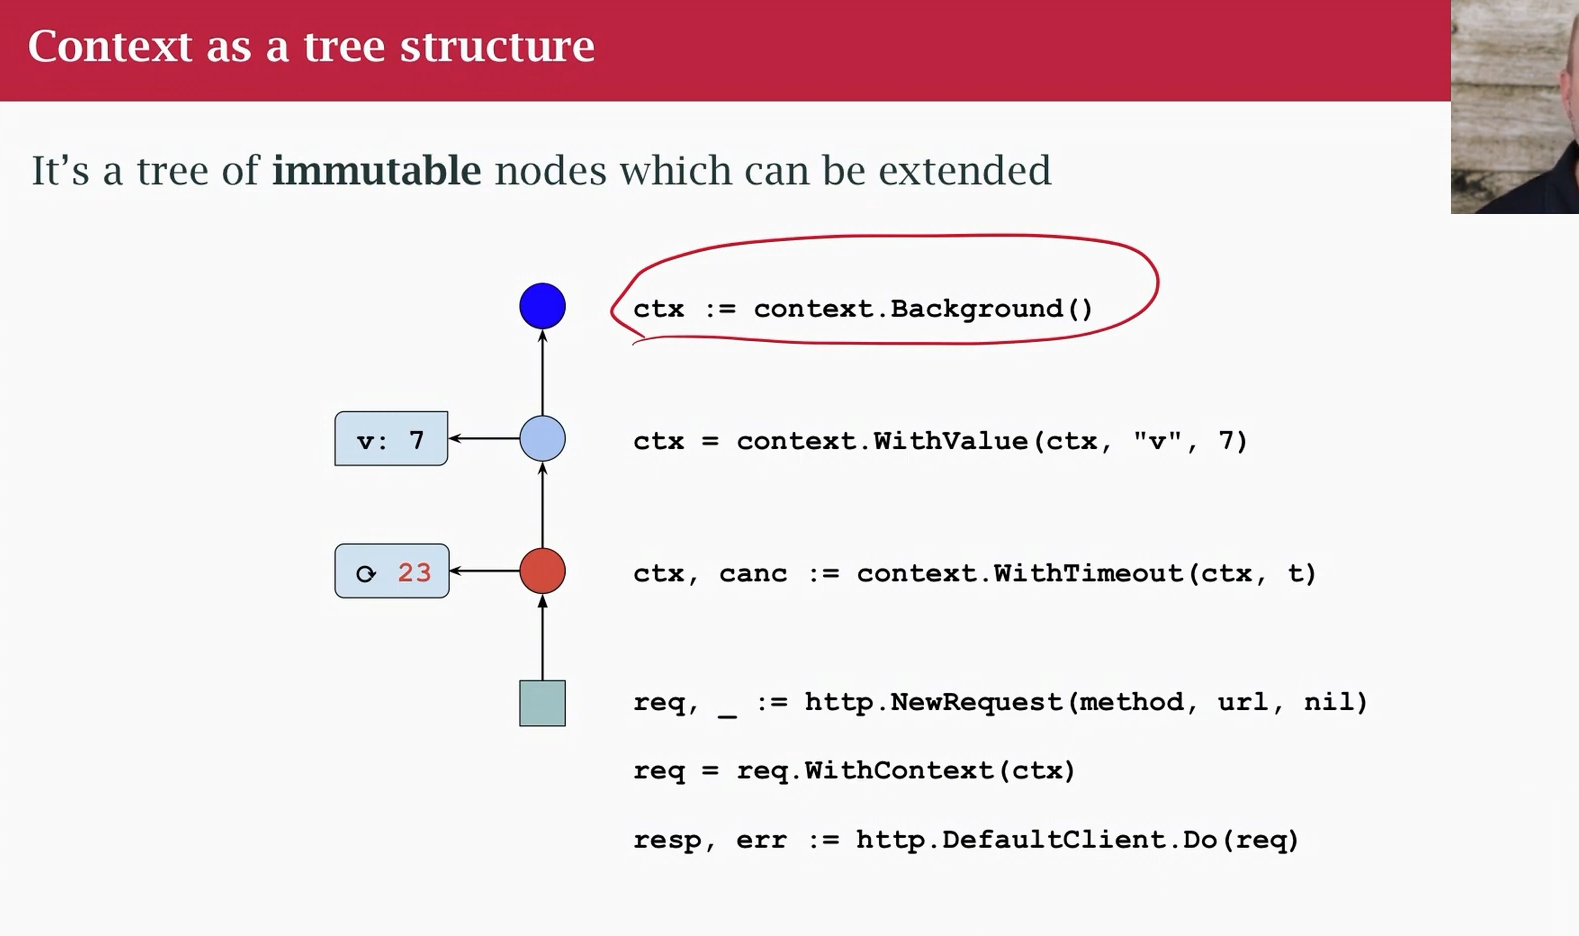 Context as a tree structure
It’s a tree of immutable nodes which can be extended
ctx := context.Background()
v: 7
ctx = context.WithValue(ctx, "v", 7)
⟳ 23
ctx, canc := context.WithTimeout(ctx, t)
req, _ := http.NewRequest(method, url, nil)
req = req.WithContext(ctx)
resp, err := http.DefaultClient.Do(req)